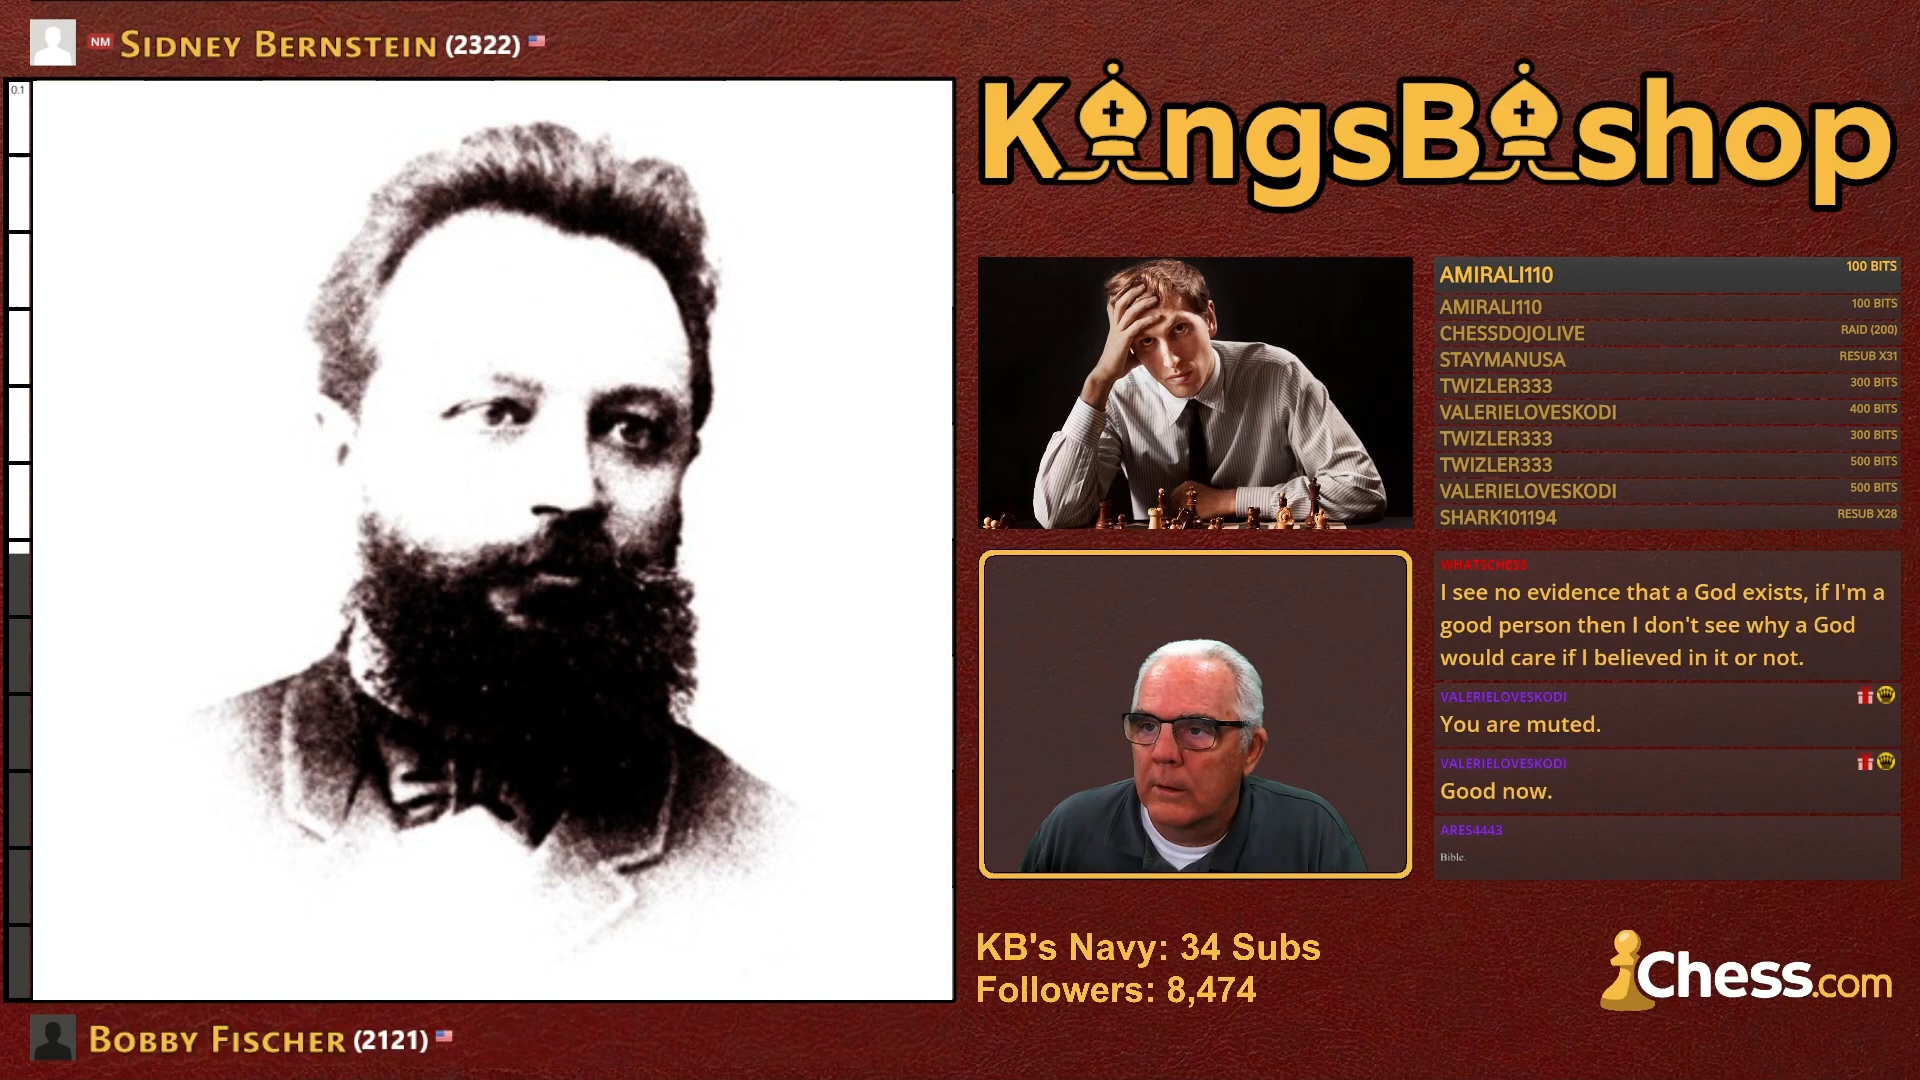 NM SIDNEY BERNSTEIN (2322)
0.1
KingsBishop
AMIRALI110 100 BITS
AMIRALI110 100 BITS
CHESSDOJOLIVE RAID (200)
STAYMANUSA RESUB X31
TWIZLER333 300 BITS
VALERIELOVESKODI 400 BITS
TWIZLER333 300 BITS
TWIZLER333 500 BITS
VALERIELOVESKODI 500 BITS
SHARK101194 RESUB X28
WHATSCHESS
I see no evidence that a God exists, if I'm a
good person then I don't see why a God
would care if I believed in it or not.
VALERIELOVESKODI
You are muted.
VALERIELOVESKODI
Good now.
ARES4443
Bible.
KB's Navy: 34 Subs
Followers: 8,474
Chess.com
BOBBY FISCHER (2121)